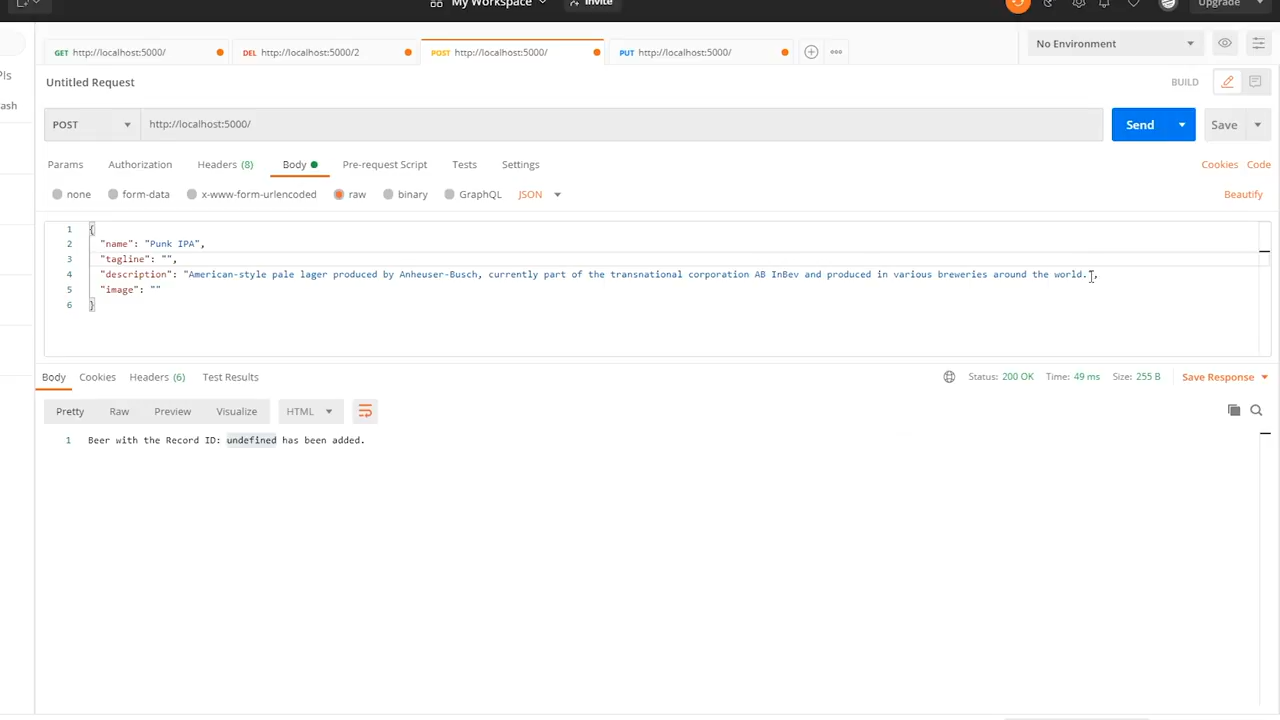 My Workspace Invite Upgrade
GET http://localhost:5000/ DEL http://localhost:5000/2 POST http://localhost:5000/ PUT http://localhost:5000/ No Environment
PIs
Untitled Request BUILD
ash
POST http://localhost:5000/ Send Save
Params Authorization Headers (8) Body Pre-request Script Tests Settings Cookies Code
none form-data x-www-form-urlencoded raw binary GraphQL JSON Beautify
1 {
2 "name": "Punk IPA",
3 "tagline": "",
4 "description": "American-style pale lager produced by Anheuser-Busch, currently part of the transnational corporation AB InBev and produced in various breweries around the world.",
5 "image": ""
6 }
Body Cookies Headers (6) Test Results Status: 200 OK Time: 49 ms Size: 255 B Save Response
Pretty Raw Preview Visualize HTML
1 Beer with the Record ID: undefined has been added.